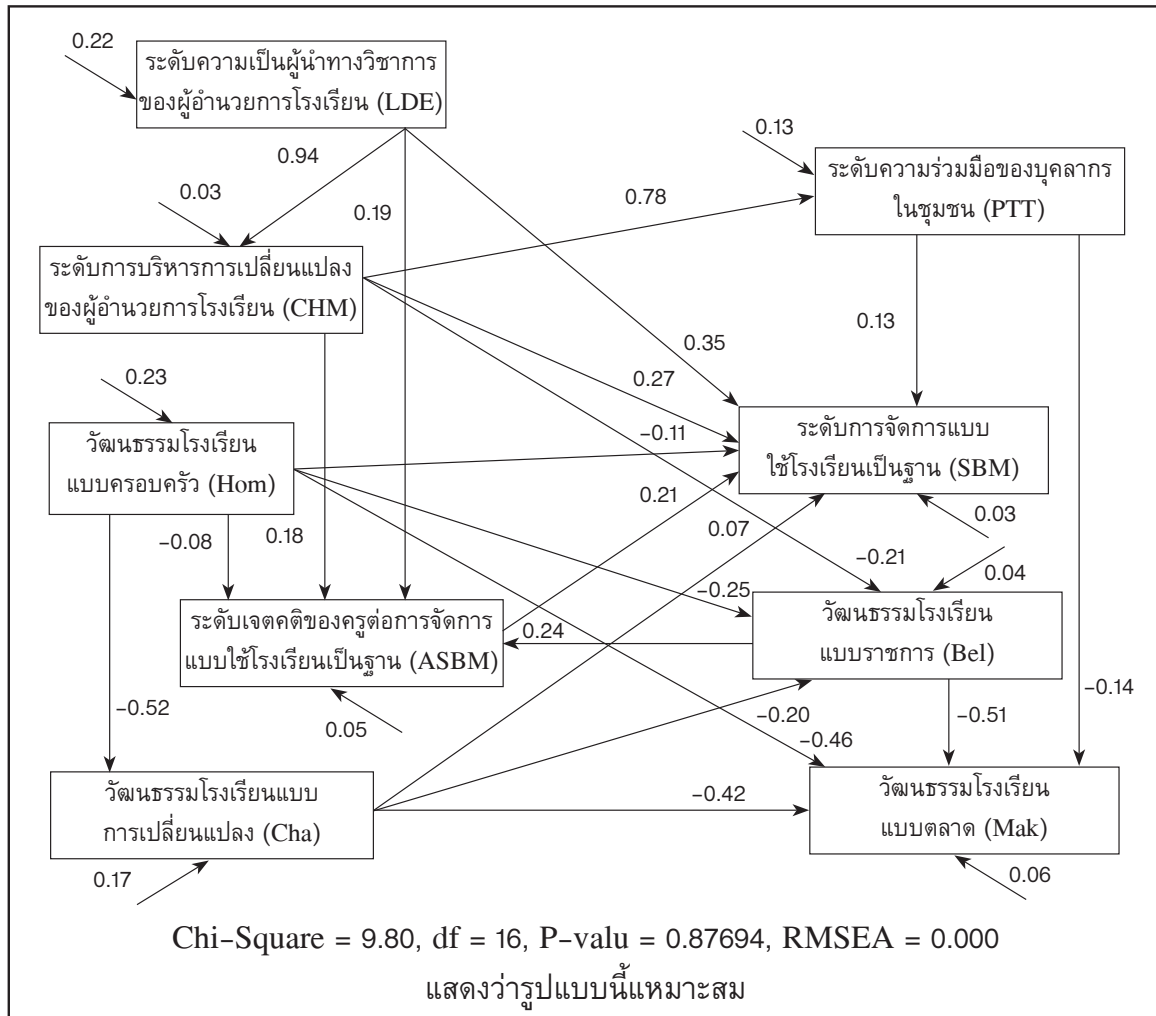 0.22
ระดับความเป็นผู้นำทางวิชาการ
ของผู้อำนวยการโรงเรียน (LDE)
0.13
0.94
ระดับความร่วมมือของบุคลากร
ในชุมชน (PTT)
0.03
0.78
0.19
ระดับการบริหารการเปลี่ยนแปลง
ของผู้อำนวยการโรงเรียน (CHM)
0.13
0.35
0.27
0.23
วัฒนธรรมโรงเรียน
แบบครอบครัว (Hom)
-0.11
ระดับการจัดการแบบ
ใช้โรงเรียนเป็นฐาน (SBM)
0.21
0.03
-0.08
0.18
0.07
-0.21
0.04
-0.25
ระดับเจตคติของครูต่อการจัดการ
แบบใช้โรงเรียนเป็นฐาน (ASBM)
0.24
วัฒนธรรมโรงเรียน
แบบราชการ (Bel)
-0.52
0.05
-0.20
-0.46
-0.51
-0.14
วัฒนธรรมโรงเรียนแบบ
การเปลี่ยนแปลง (Cha)
-0.42
วัฒนธรรมโรงเรียน
แบบตลาด (Mak)
0.17
0.06
Chi-Square = 9.80, df = 16, P-valu = 0.87694, RMSEA = 0.000
แสดงว่ารูปแบบนี้แหมาะสม